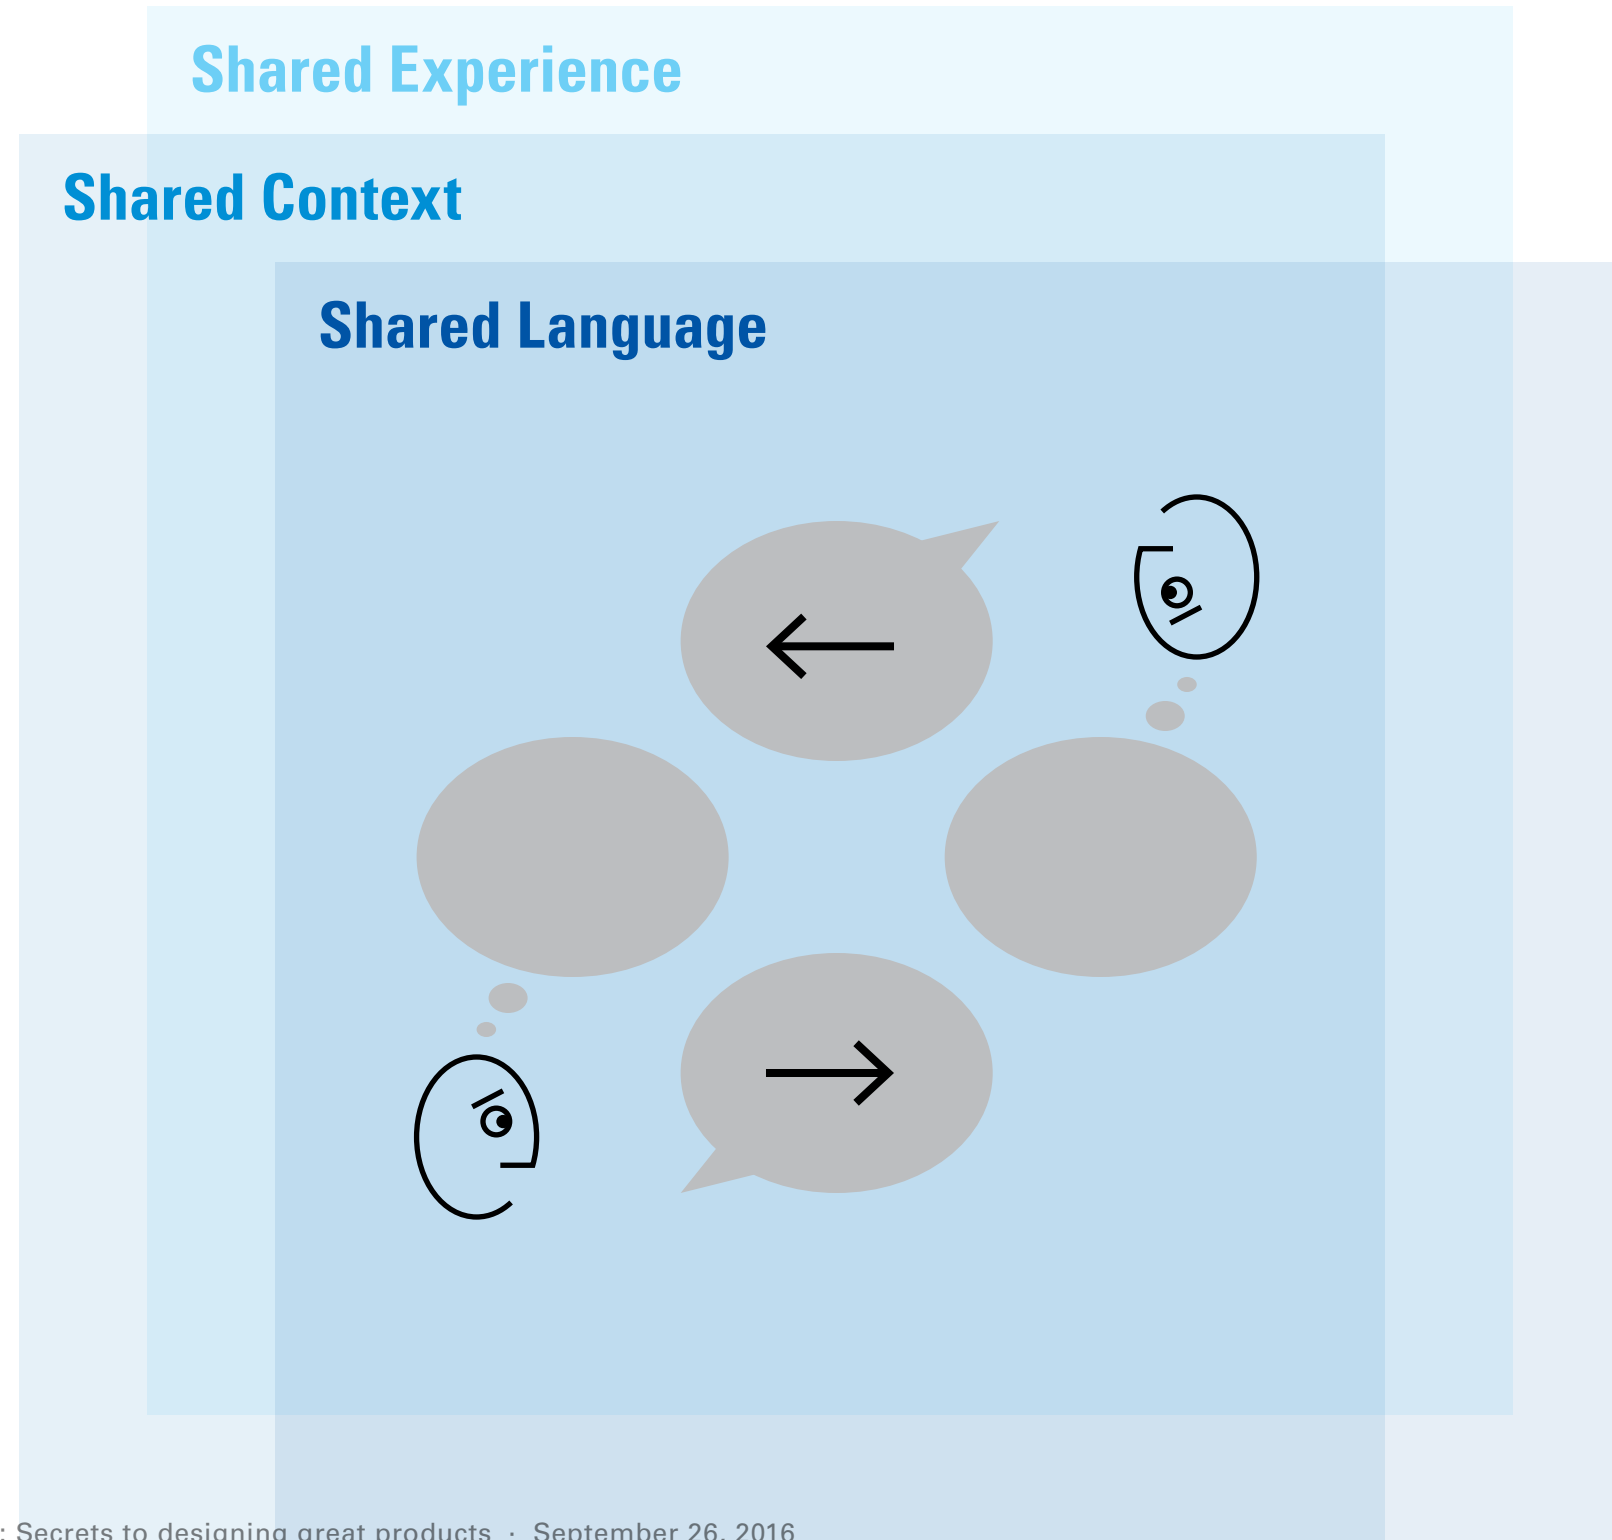 Shared Experience
Shared Context
Shared Language
: Secrets to designing great products · September 26, 2016